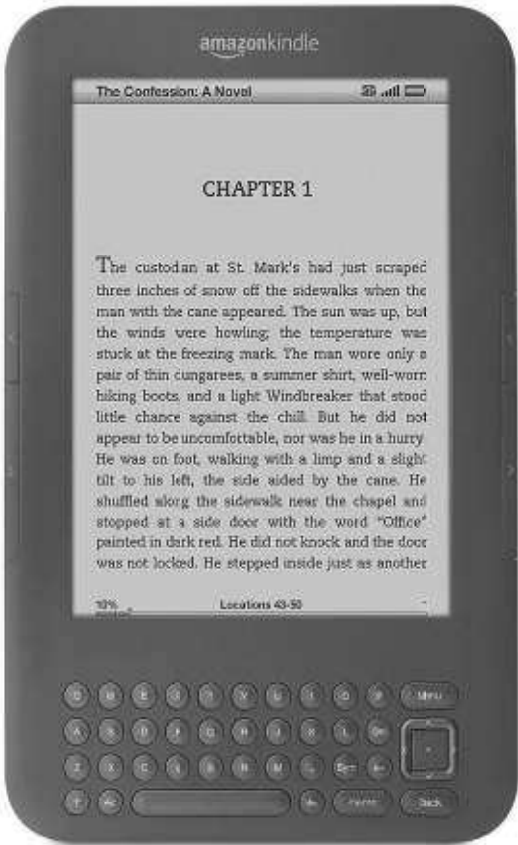 amazonkindle
The Confession: A Novel
3G
CHAPTER 1
The custodian at St. Mark's had just scraped
three inches of snow off the sidewalks when the
man with the cane appeared. The sun was up, but
the winds were howling; the temperature was
stuck at the freezing mark. The man wore only a
pair of thin dungarees, a summer shirt, well-worn
hiking boots, and a light Windbreaker that stood
little chance against the chill. But he did not
appear to be uncomfortable, nor was he in a hurry.
He was on foot, walking with a limp and a slight
tilt to his left, the side aided by the cane. He
shuffled along the sidewalk near the chapel and
stopped at a side door with the word "Office"
painted in dark red. He did not knock and the door
was not locked. He stepped inside just as another
10% Locations 43-50
Q W E R T Y U I O P Menu
A S D F G H J K L Del
Z X C V B N M . Sym
Home Back